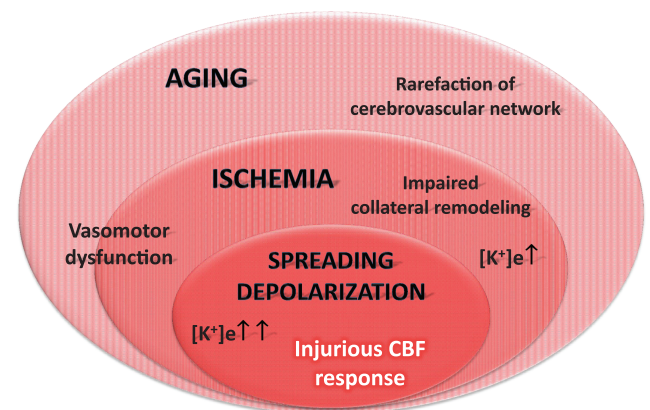 AGING
Rarefaction of
cerebrovascular network
ISCHEMIA
Impaired
collateral remodeling
Vasomotor
dysfunction
[K⁺]e↑
SPREADING
DEPOLARIZATION
[K⁺]e↑↑
Injurious CBF
response